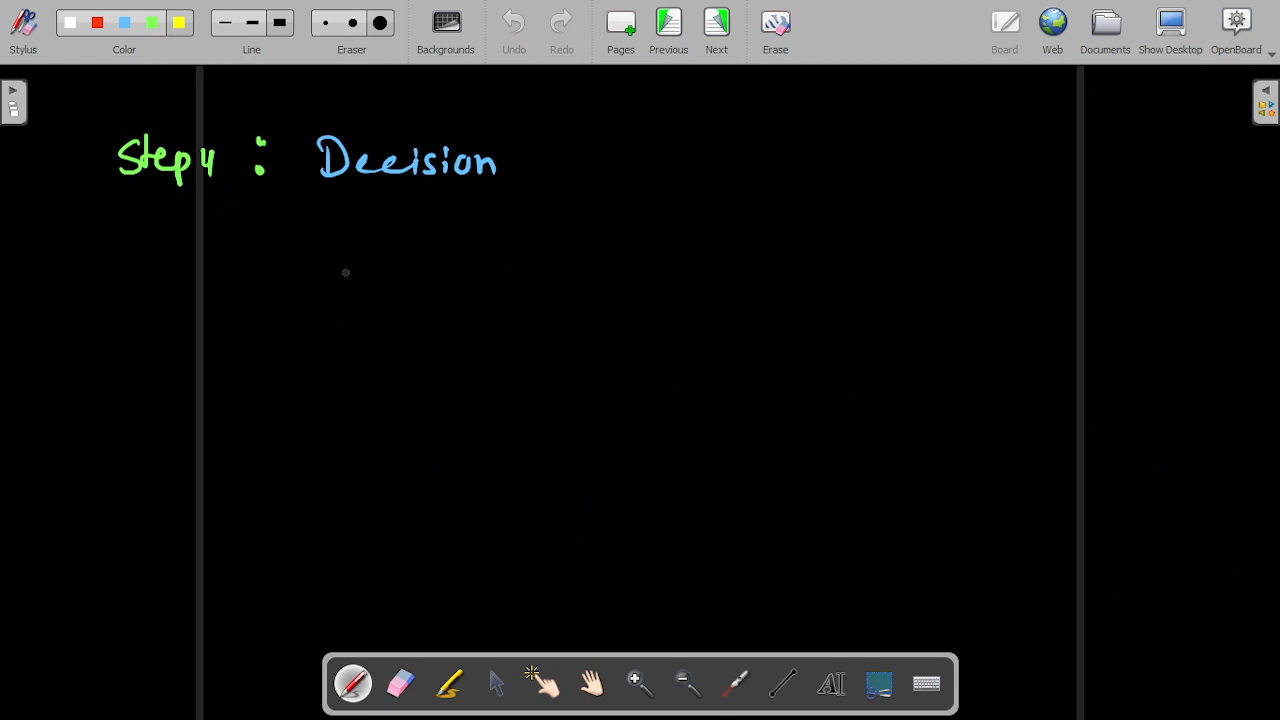 Stylus Color Line Eraser Backgrounds Undo Redo Pages Previous Next Erase Board Web Documents Show Desktop OpenBoard
Step 4 : Decision
AI